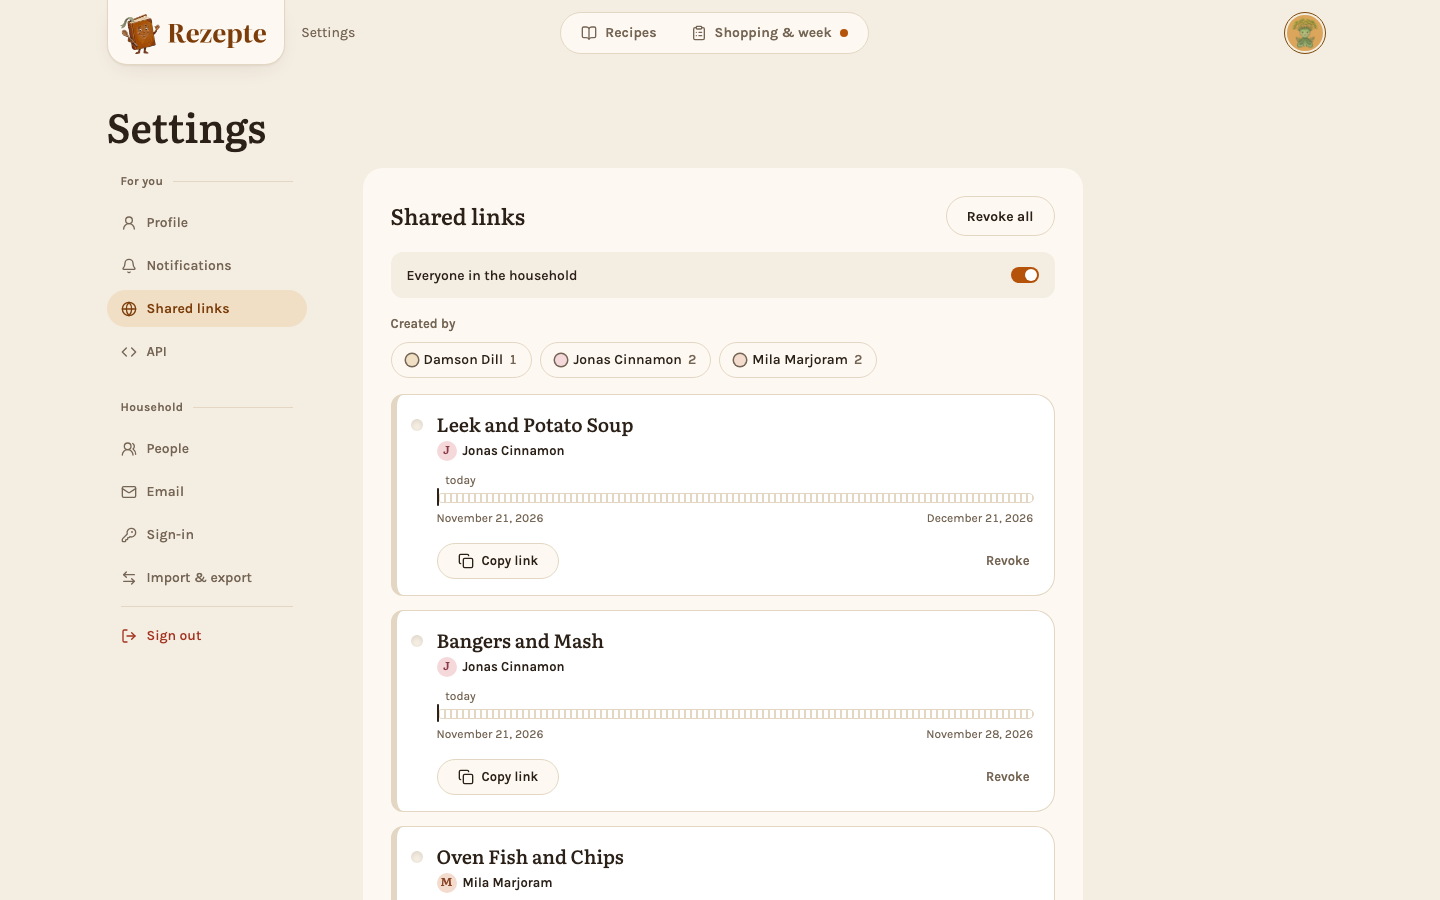 Rezepte
Settings
Recipes
Shopping & week
Settings
For you
Profile
Notifications
Shared links
API
Household
People
Email
Sign-in
Import & export
Sign out
Shared links
Revoke all
Everyone in the household
Created by
Damson Dill 1
Jonas Cinnamon 2
Mila Marjoram 2
Leek and Potato Soup
J Jonas Cinnamon
today
November 21, 2026
December 21, 2026
Copy link
Revoke
Bangers and Mash
J Jonas Cinnamon
today
November 21, 2026
November 28, 2026
Copy link
Revoke
Oven Fish and Chips
M Mila Marjoram